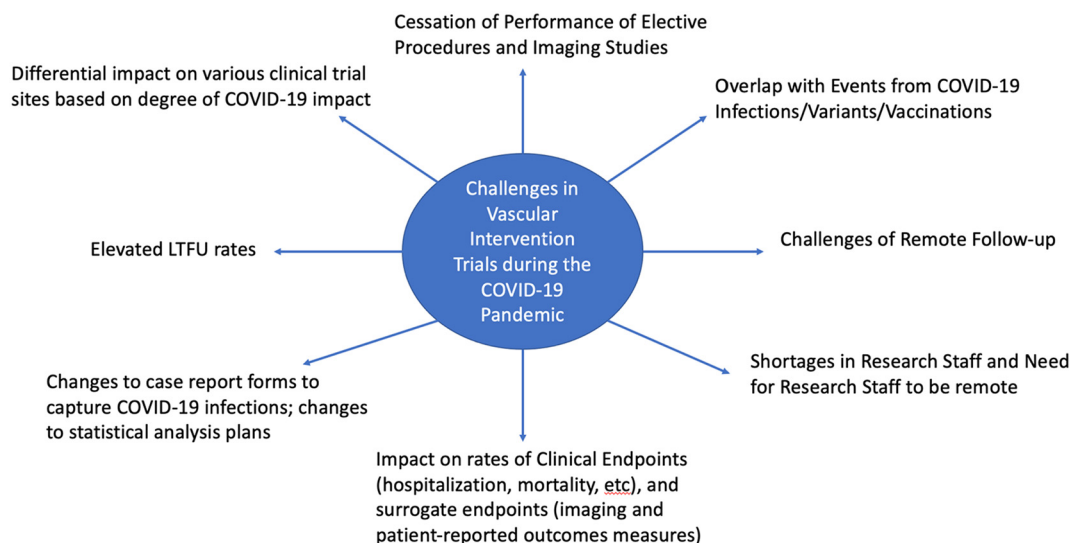 Cessation of Performance of Elective
Procedures and Imaging Studies
Differential impact on various clinical trial
sites based on degree of COVID-19 impact
Overlap with Events from COVID-19
Infections/Variants/Vaccinations
Challenges in
Vascular
Intervention
Trials during the
COVID-19
Pandemic
Elevated LTFU rates
Challenges of Remote Follow-up
Changes to case report forms to
capture COVID-19 infections; changes
to statistical analysis plans
Shortages in Research Staff and Need
for Research Staff to be remote
Impact on rates of Clinical Endpoints
(hospitalization, mortality, etc), and
surrogate endpoints (imaging and
patient-reported outcomes measures)